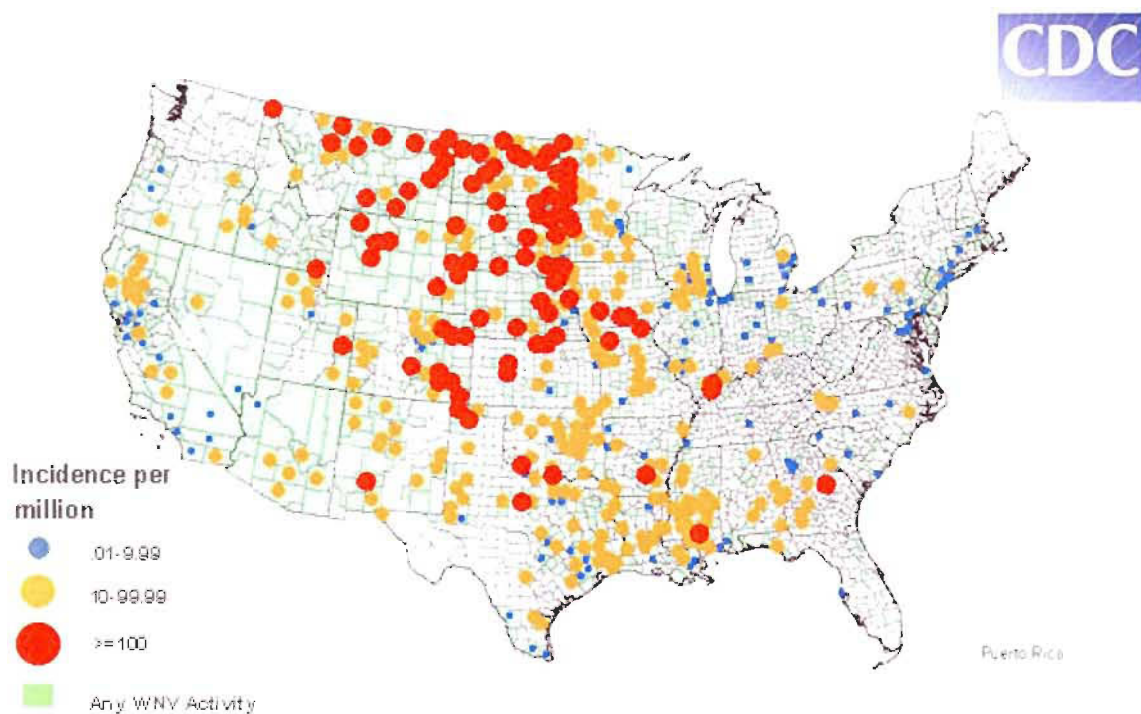 CDC
Incidence per
million
.01-9.99
10-99.99
>=100
Any WNV Activity
Puerto Rico